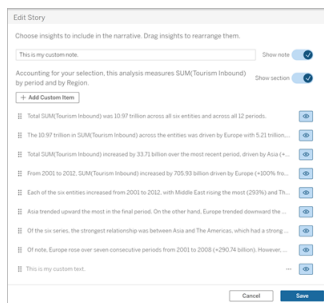 Edit Story
Choose insights to include in the narrative. Drag insights to rearrange them.
This is my custom note.
Show note
Accounting for your selection, this analysis measures SUM(Tourism Inbound)
by period and by Region.
Show section
+ Add Custom Item
Total SUM(Tourism Inbound) was 10.97 trillion across all six entities and across all 12 periods.
The 10.97 trillion in SUM(Tourism Inbound) across the entities was driven by Europe with 5.21 trillion,...
Total SUM(Tourism Inbound) increased by 33.71 billion over the most recent period, driven by Asia (+...
From 2001 to 2012, SUM(Tourism Inbound) increased by 705.93 billion driven by Europe (+100% fro...
Each of the six entities increased from 2001 to 2012, with Middle East rising the most (293%) and Th...
Asia trended upward the most in the final period. On the other hand, Europe trended downward the ...
Of the six series, the strongest relationship was between Asia and The Americas, which had a strong...
Of note, Europe rose over seven consecutive periods from 2001 to 2008 (+290.74 billion). However, ...
This is my custom text.
Cancel
Save